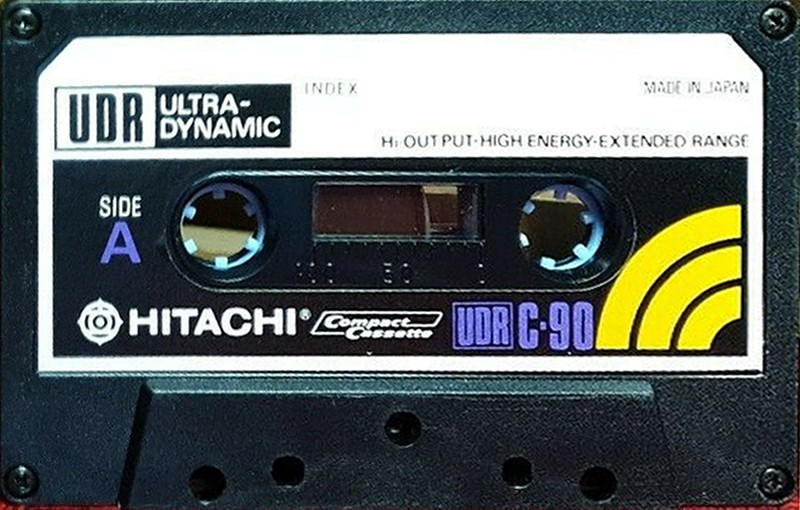 UDR ULTRA-
DYNAMIC
INDEX
MADE IN JAPAN
Hi OUTPUT·HIGH ENERGY·EXTENDED RANGE
SIDE
A
100 50
HITACHI® Compact
Cassette
UDR C·90